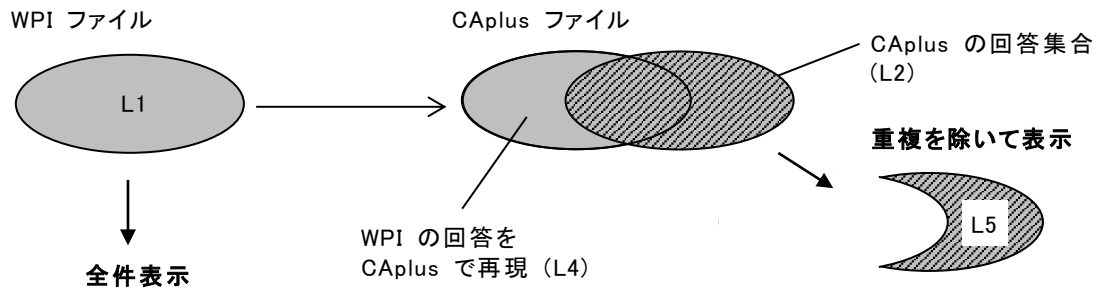 WPI ファイル
CAplus ファイル
CAplus の回答集合
(L2)
L1
重複を除いて表示
L5
WPI の回答を
CAplus で再現 (L4)
全件表示